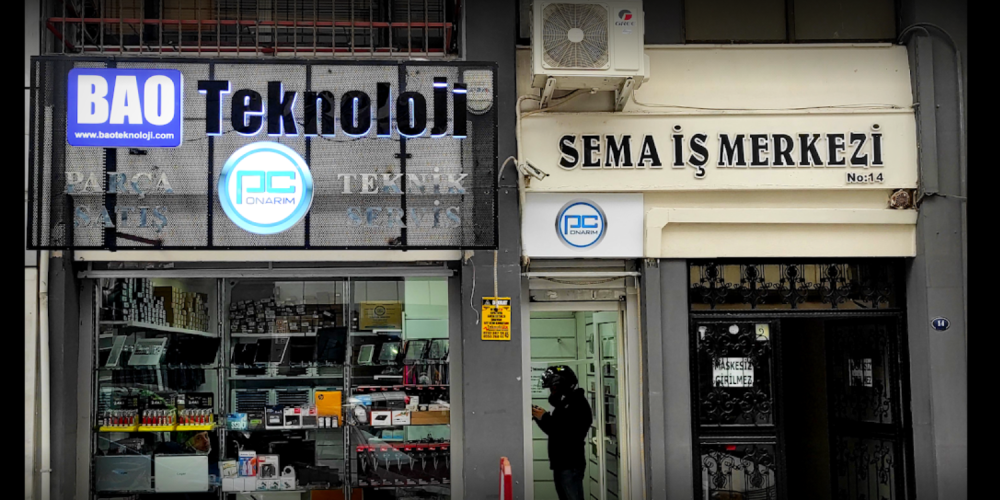 BAO
www.baoteknoloji.com
Teknoloji
PARÇA
SATIŞ
PC
ONARIM
TEKNİK
SERVİS
SEMA İŞ MERKEZİ
No:14
PC
ONARIM
MASKESİZ
GİRİLMEZ
14